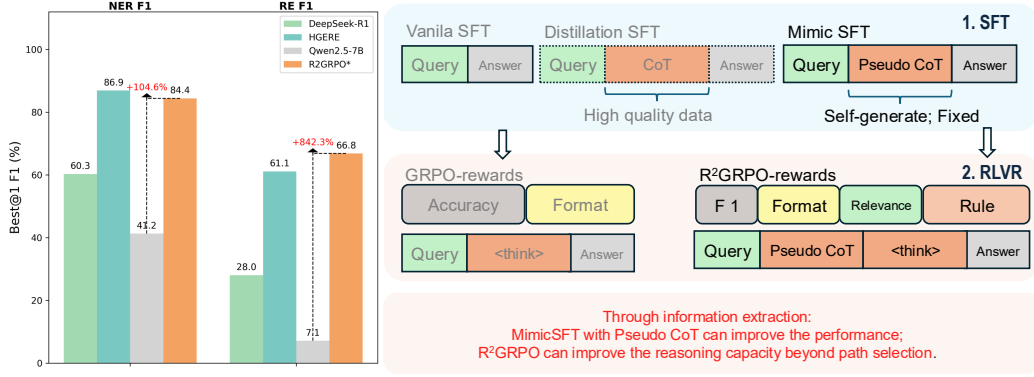 NER F1
RE F1
DeepSeek-R1
HGERE
Qwen2.5-7B
R2GRPO*
Best@1 F1 (%)
100
80
60
40
20
0
60.3
86.9
41.2
84.4
+104.6%
28.0
61.1
7.1
66.8
+842.3%
1. SFT
Vanila SFT
Query
Answer
Distillation SFT
Query
CoT
Answer
High quality data
Mimic SFT
Query
Pseudo CoT
Answer
Self-generate; Fixed
2. RLVR
GRPO-rewards
Accuracy
Format
Query
<think>
Answer
R²GRPO-rewards
F 1
Format
Relevance
Rule
Query
Pseudo CoT
<think>
Answer
Through information extraction:
MimicSFT with Pseudo CoT can improve the performance;
R²GRPO can improve the reasoning capacity beyond path selection.